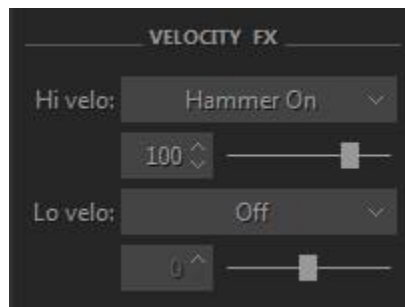 VELOCITY FX
Hi velo: Hammer On
100
Lo velo: Off
0